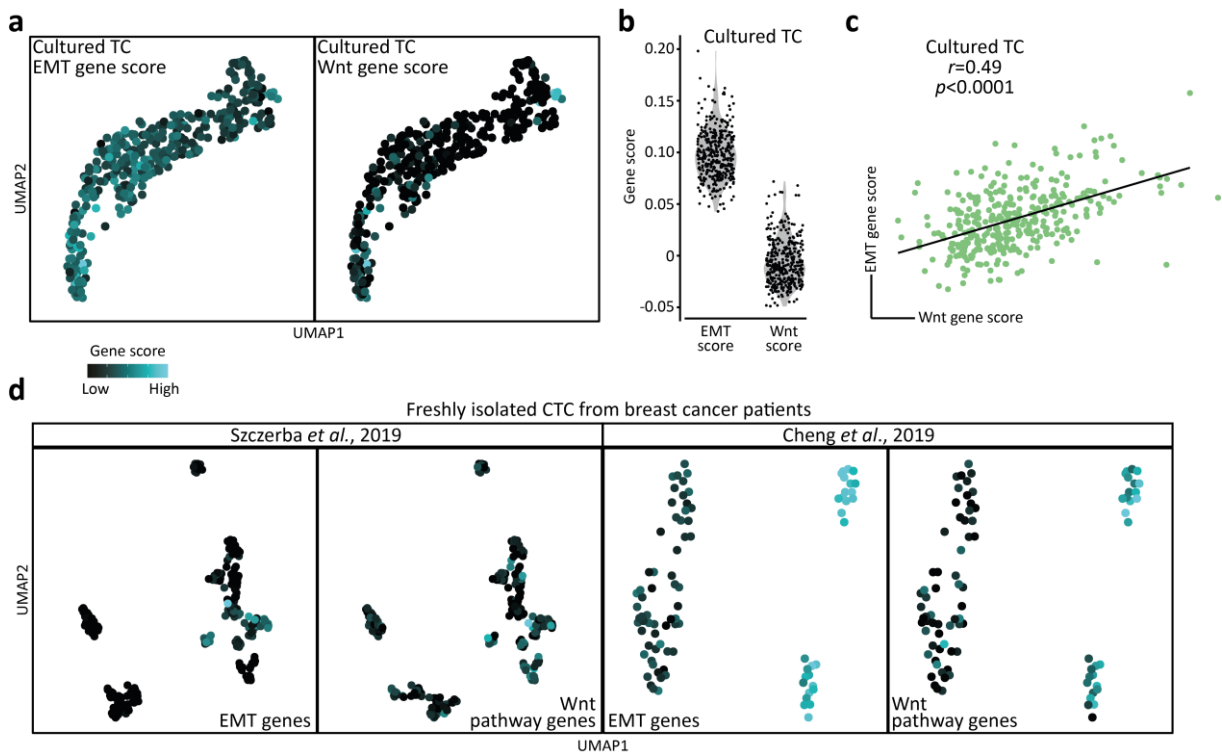 a
Cultured TC
EMT gene score
Cultured TC
Wnt gene score
UMAP2
UMAP1
Gene score
Low
High
b
Cultured TC
Gene score
0.20
0.15
0.10
0.05
0
-0.05
EMT
score
Wnt
score
c
Cultured TC
r=0.49
p<0.0001
EMT gene score
Wnt gene score
d
Freshly isolated CTC from breast cancer patients
Szczerba et al., 2019
Cheng et al., 2019
UMAP2
EMT genes
Wnt
pathway genes
EMT genes
Wnt
pathway genes
UMAP1